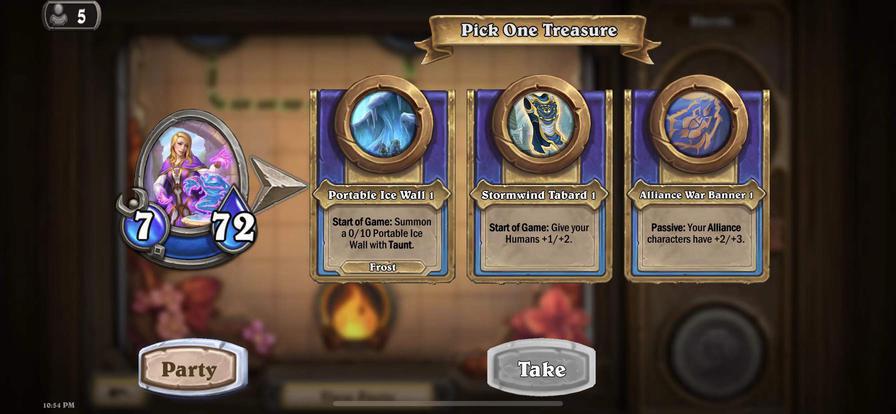 5
Pick One Treasure
7
72
Portable Ice Wall 1
Start of Game: Summon
a 0/10 Portable Ice
Wall with Taunt.
Frost
Stormwind Tabard 1
Start of Game: Give your
Humans +1/+2.
Alliance War Banner 1
Passive: Your Alliance
characters have +2/+3.
Party
Take
10:54 PM